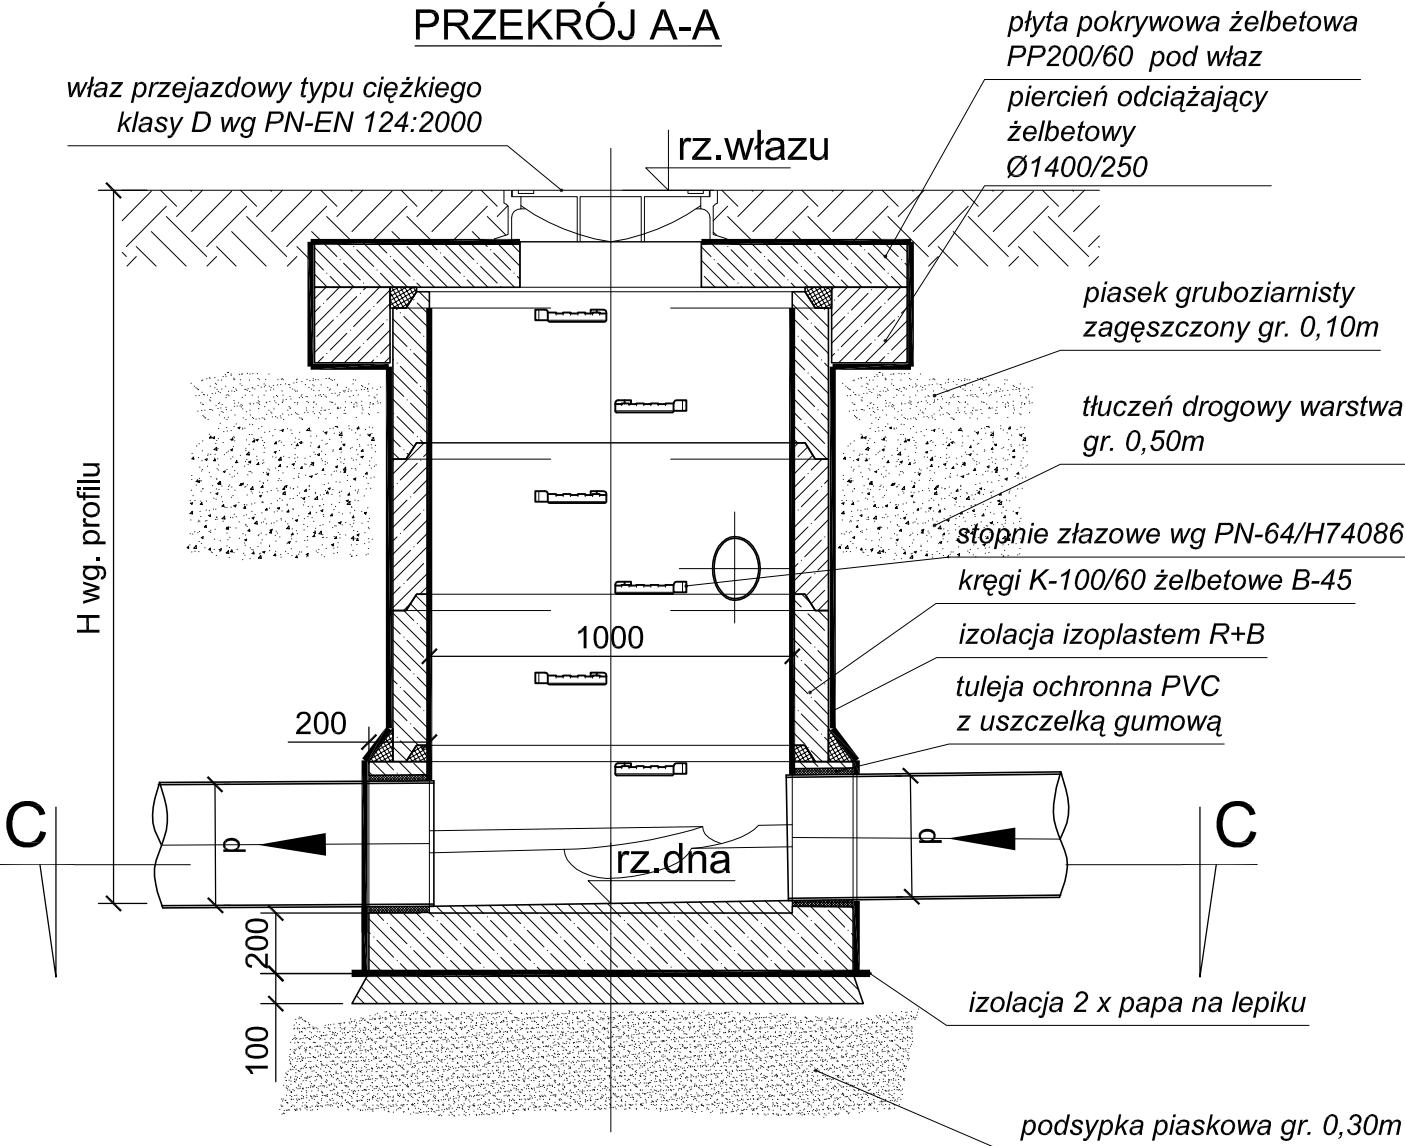 PRZEKRÓJ A-A
płyta pokrywowa żelbetowa
PP200/60 pod właz
właz przejazdowy typu ciężkiego
klasy D wg PN-EN 124:2000
piercień odciążający
żelbetowy
Ø1400/250
rz.włazu
piasek gruboziarnisty
zagęszczony gr. 0,10m
tłuczeń drogowy warstwa
gr. 0,50m
H wg. profilu
stopnie złazowe wg PN-64/H74086
kręgi K-100/60 żelbetowe B-45
1000
izolacja izoplastem R+B
tuleja ochronna PVC
z uszczelką gumową
200
C
d
rz.dna
d
C
200
izolacja 2 x papa na lepiku
100
podsypka piaskowa gr. 0,30m